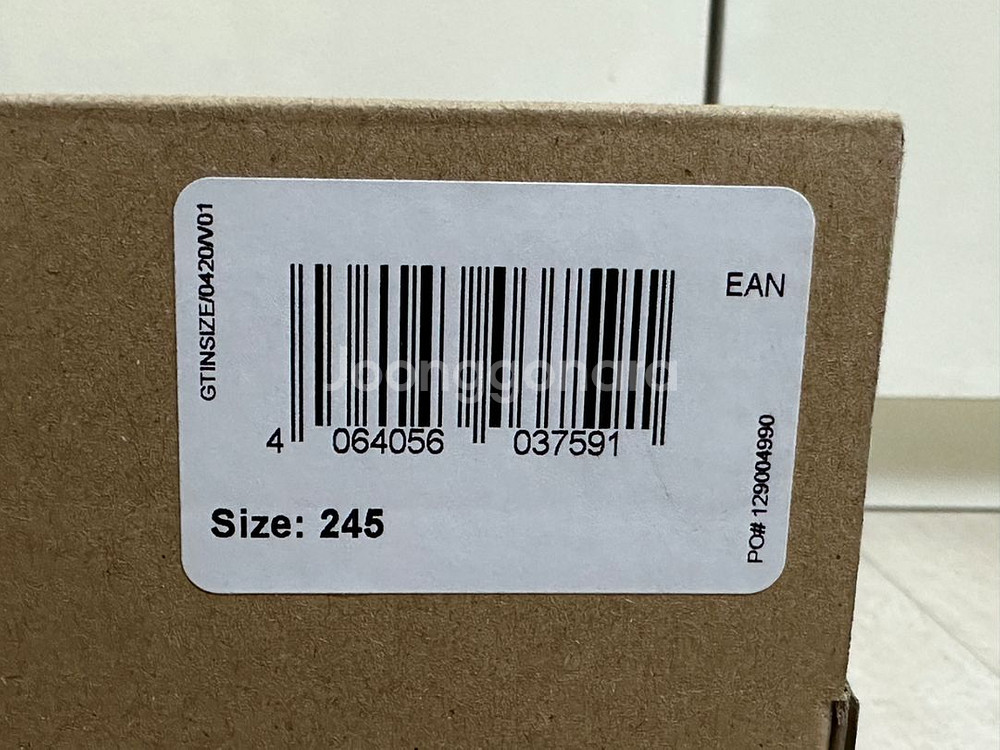 GTINSIZE/0420/V01
EAN
Joonggonara
4 064056 037591
Size: 245
PO# 129004990